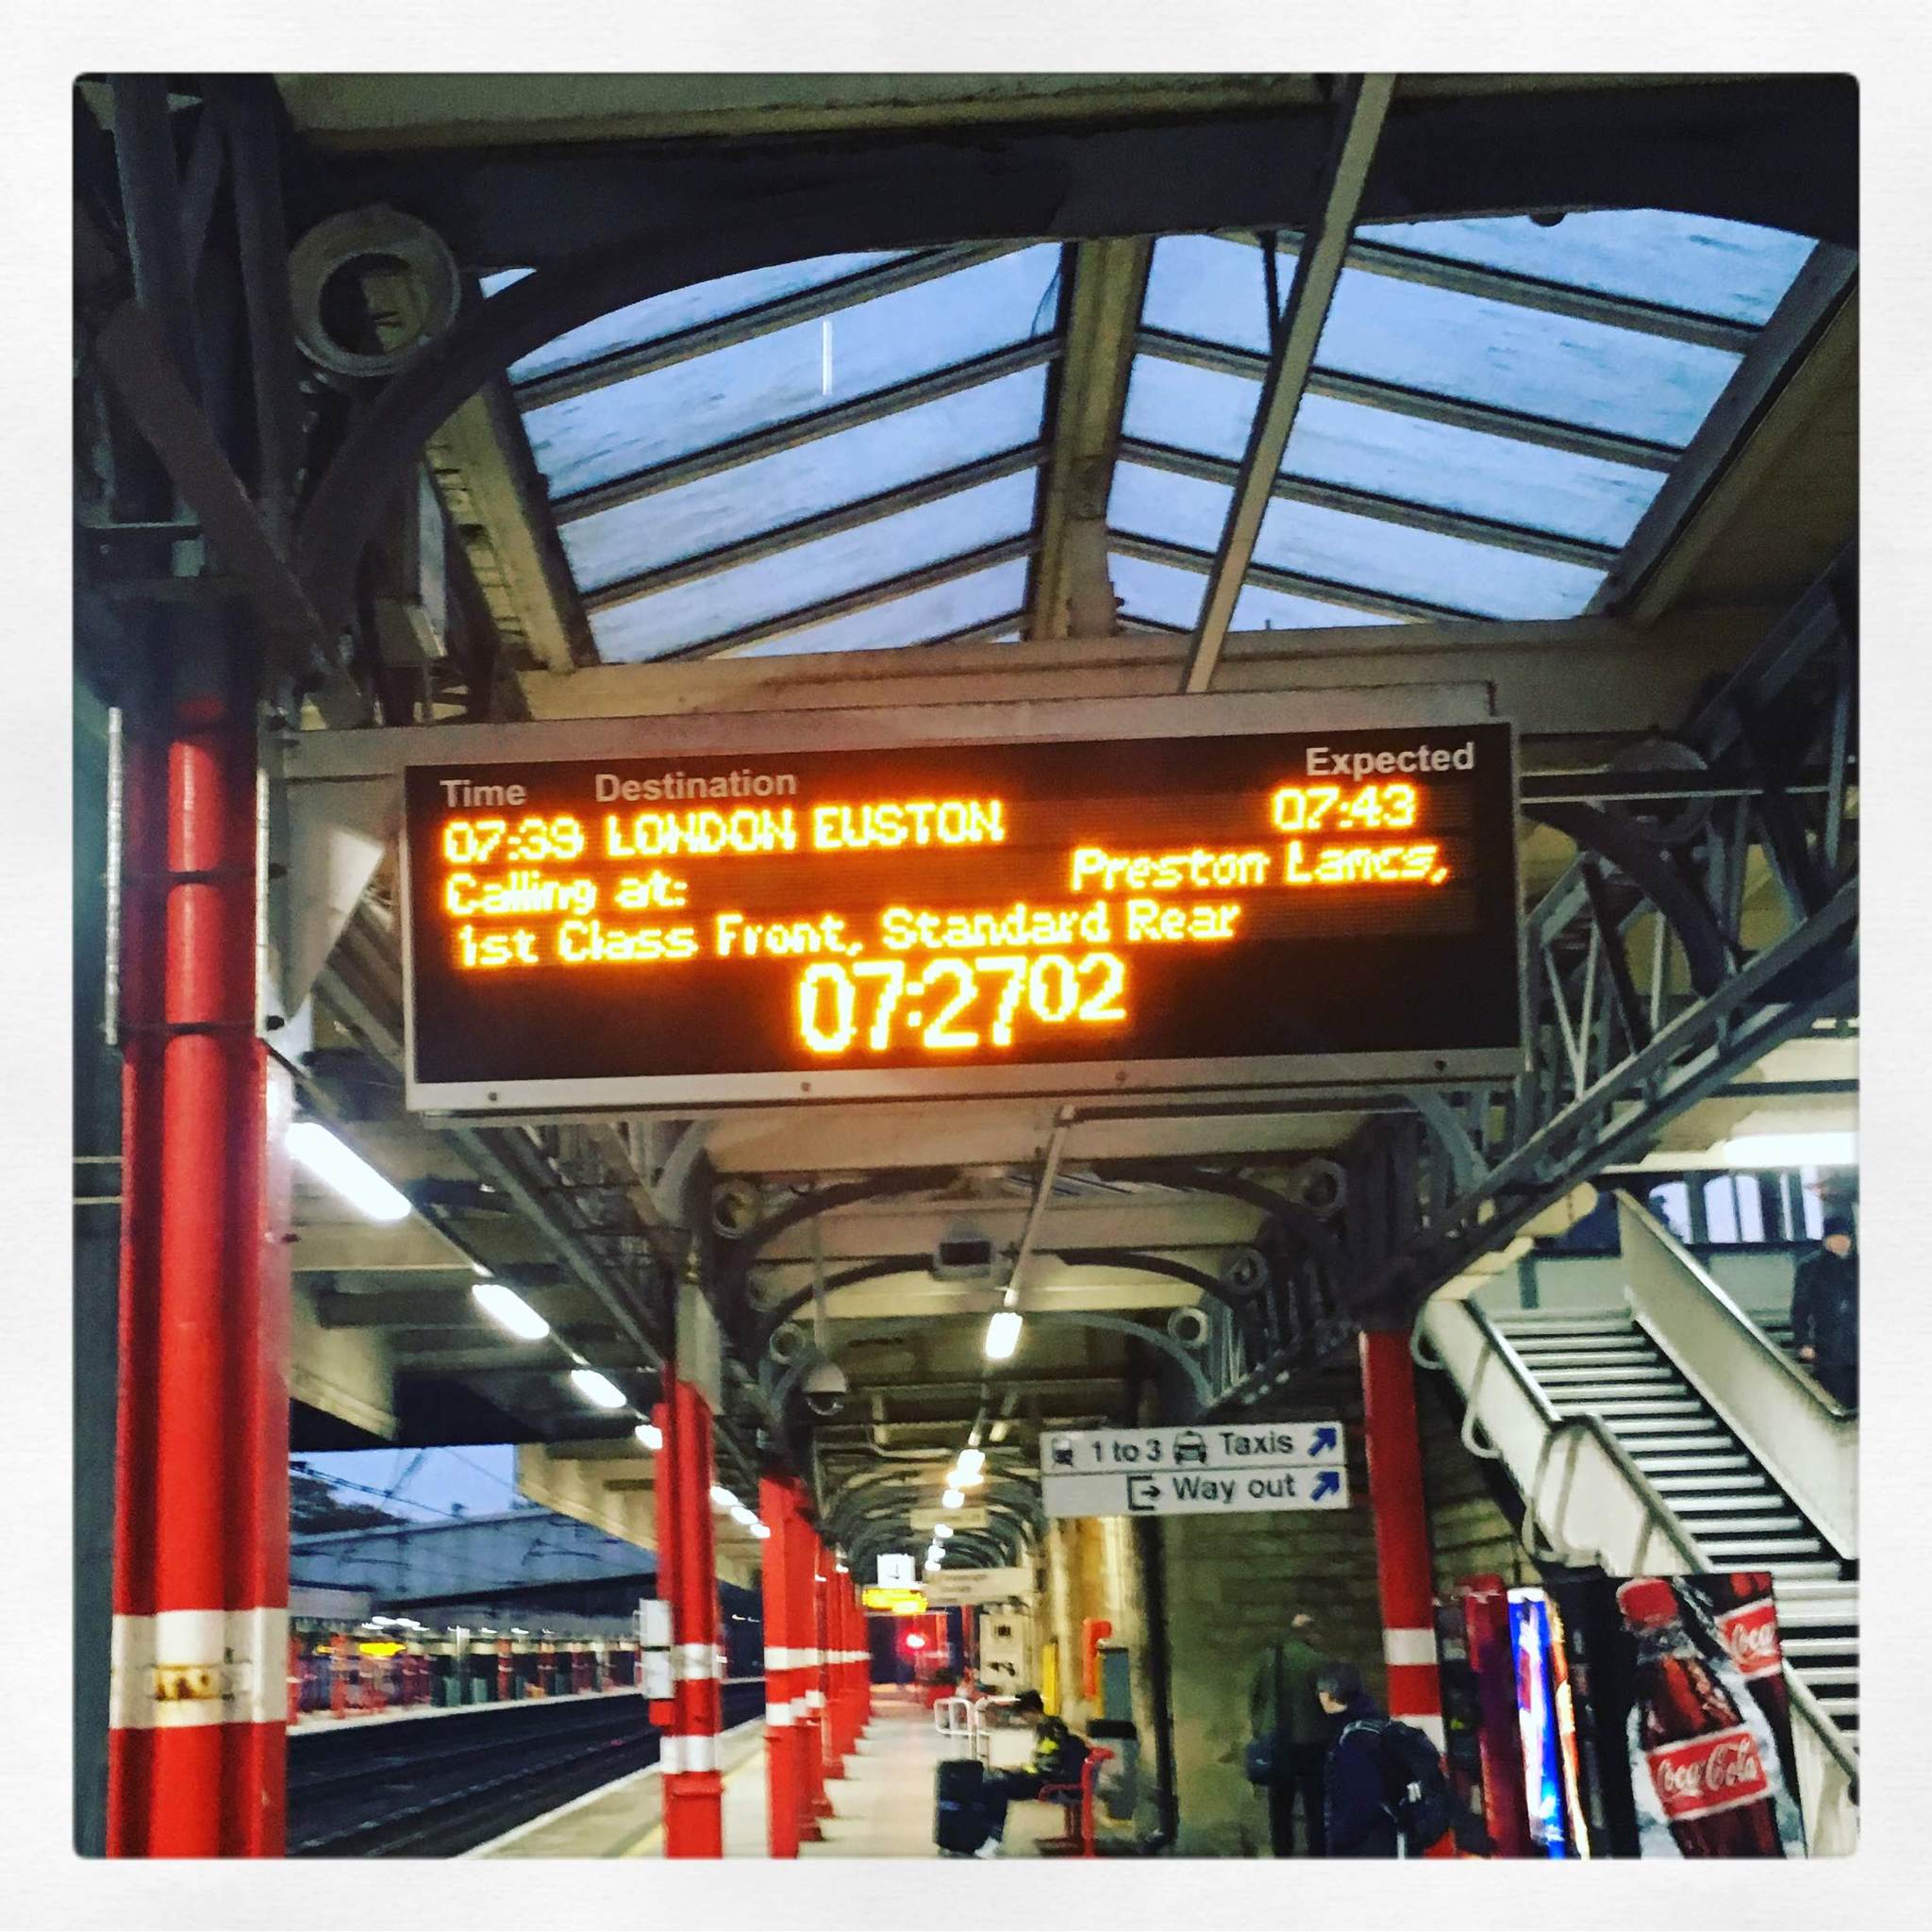 Time Destination Expected
07:39 LONDON EUSTON 07:43
Calling at: Preston Lancs,
1st Class Front, Standard Rear
07:27 02
1 to 3 Taxis
Way out
4
Coca-Cola
Coca